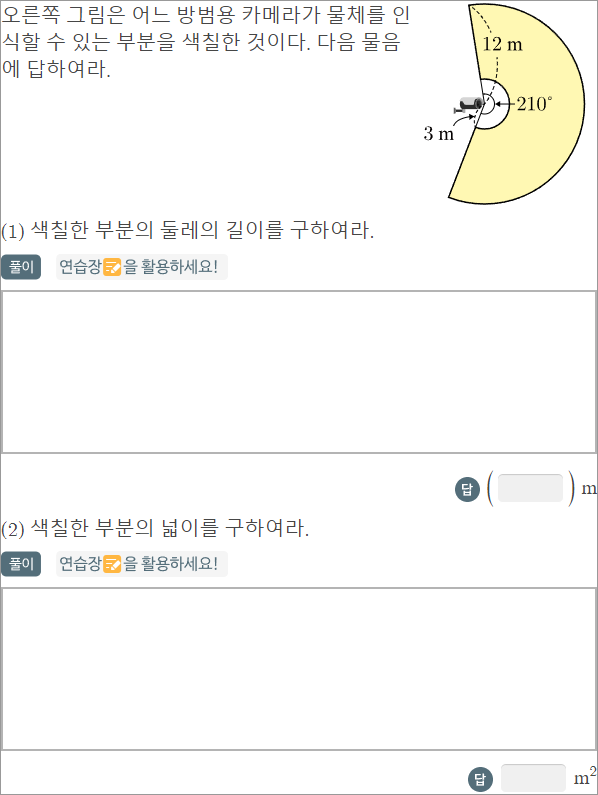 오른쪽 그림은 어느 방범용 카메라가 물체를 인
식할 수 있는 부분을 색칠한 것이다. 다음 물음
에 답하여라.
12 m
210°
3 m
(1) 색칠한 부분의 둘레의 길이를 구하여라.
풀이 연습장을 활용하세요!
답 ( ) m
(2) 색칠한 부분의 넓이를 구하여라.
풀이 연습장을 활용하세요!
답 m²